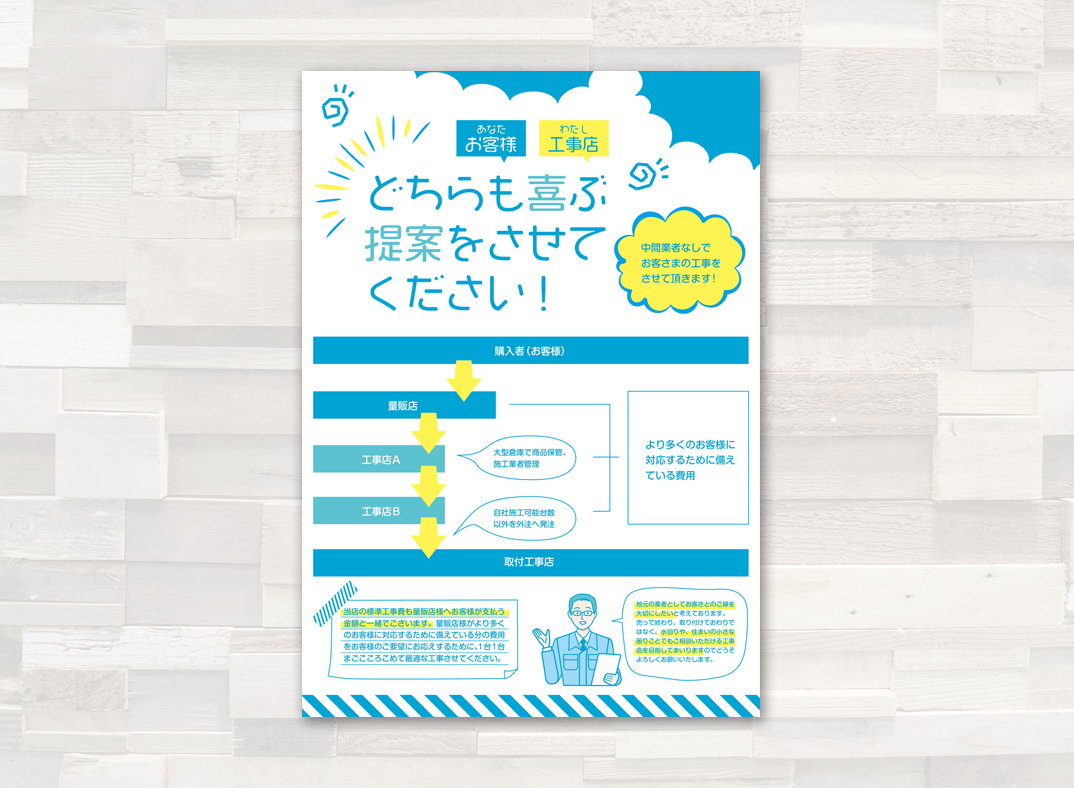 あなた
お客様
わたし
工事店
どちらも喜ぶ
提案をさせて
ください！
中間業者なしで
お客さまの工事を
させて頂きます！
購入者（お客様）
量販店
工事店A
大型倉庫で商品保管、
施工業者管理
工事店B
自社施工可能台数
以外を外注へ発注
より多くのお客様に
対応するために備え
ている費用
取付工事店
当店の標準工事費も量販店様へお客様が支払う
金額と一緒でございます。量販店様がより多く
のお客様に対応するために備えている分の費用
をお客様のご要望にお応えするために、1台1台
まごころこめて最適な工事させてください。
地元の業者としてお客さとのご縁を
大切にしたいと考えております。
売って終わり、取り付けておわり
ではなく、水回りや、住まいの小さな
困りごとでもご相談いただける工事
店を目指してまいりますのでどうぞ
よろしくお願いいたします。